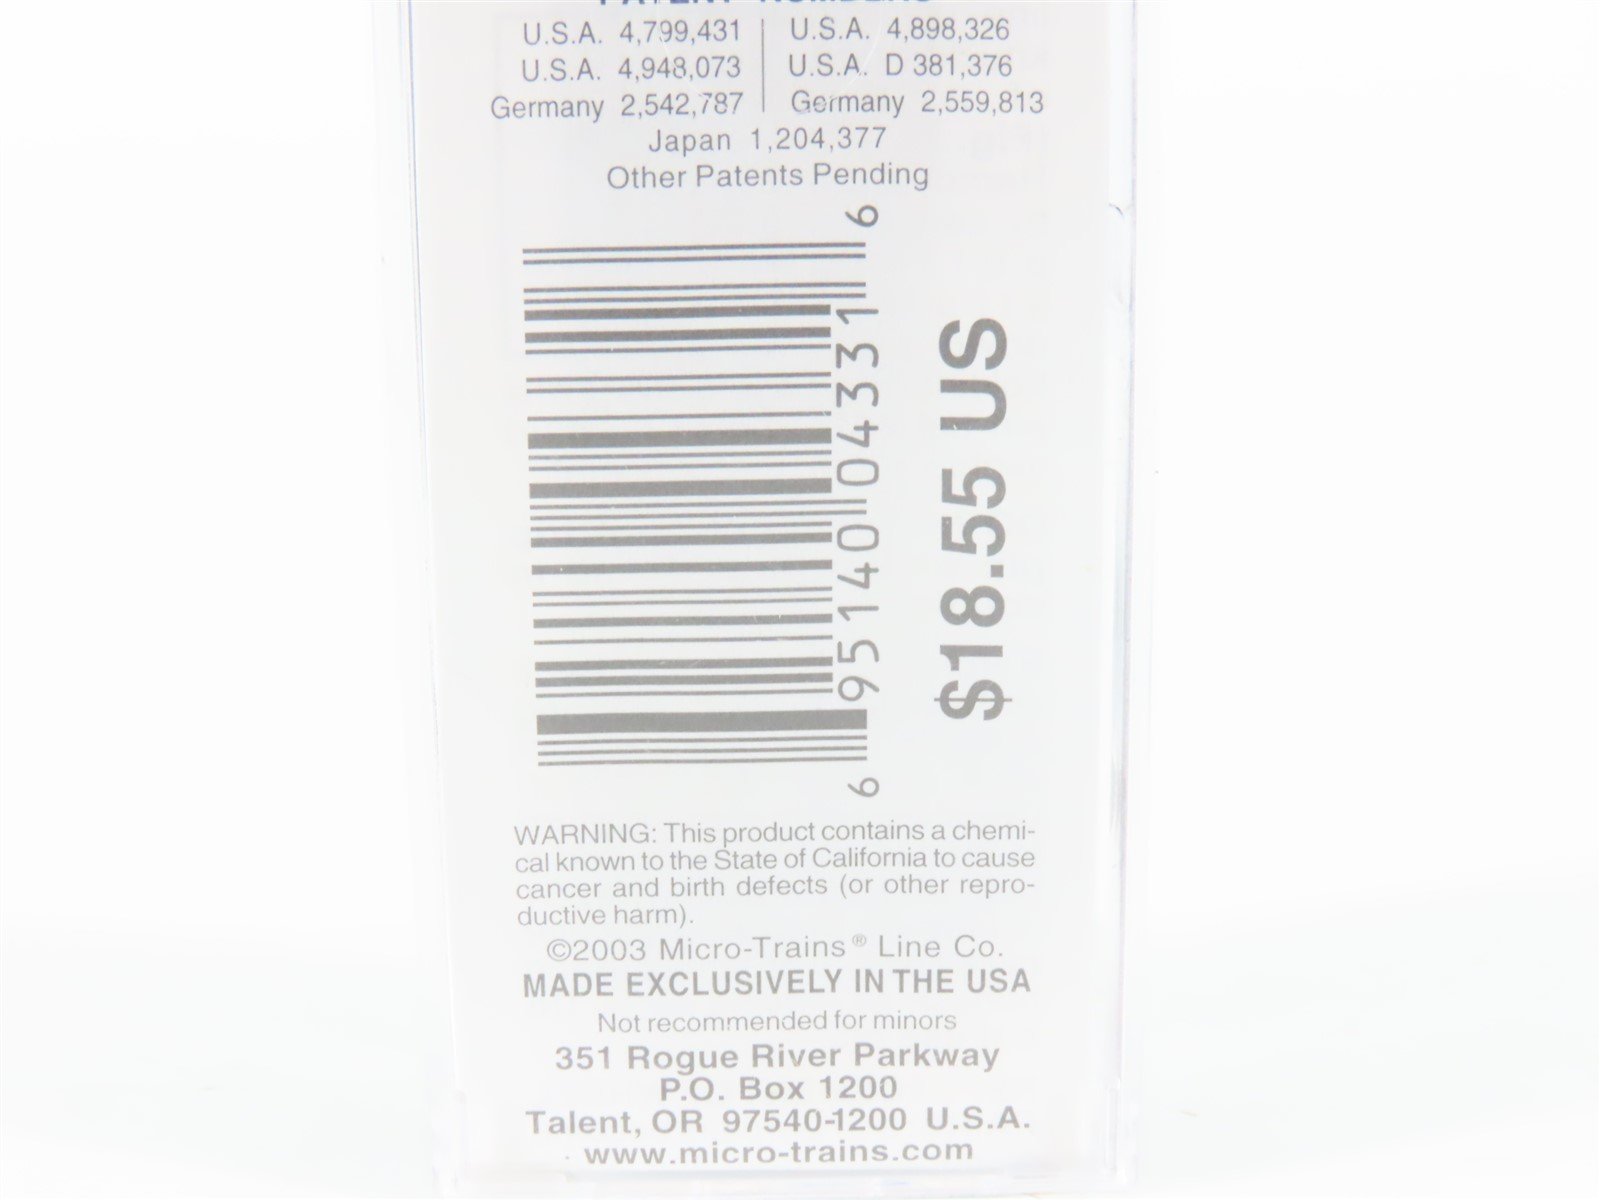 PATENT NUMBERS
U.S.A. 4,799,431 | U.S.A. 4,898,326
U.S.A. 4,948,073 | U.S.A. D 381,376
Germany 2,542,787 | Germany 2,559,813
Japan 1,204,377
Other Patents Pending
6 95140 04331 6
$18.55 US
WARNING: This product contains a chemi-
cal known to the State of California to cause
cancer and birth defects (or other repro-
ductive harm).
©2003 Micro-Trains® Line Co.
MADE EXCLUSIVELY IN THE USA
Not recommended for minors
351 Rogue River Parkway
P.O. Box 1200
Talent, OR 97540-1200 U.S.A.
www.micro-trains.com